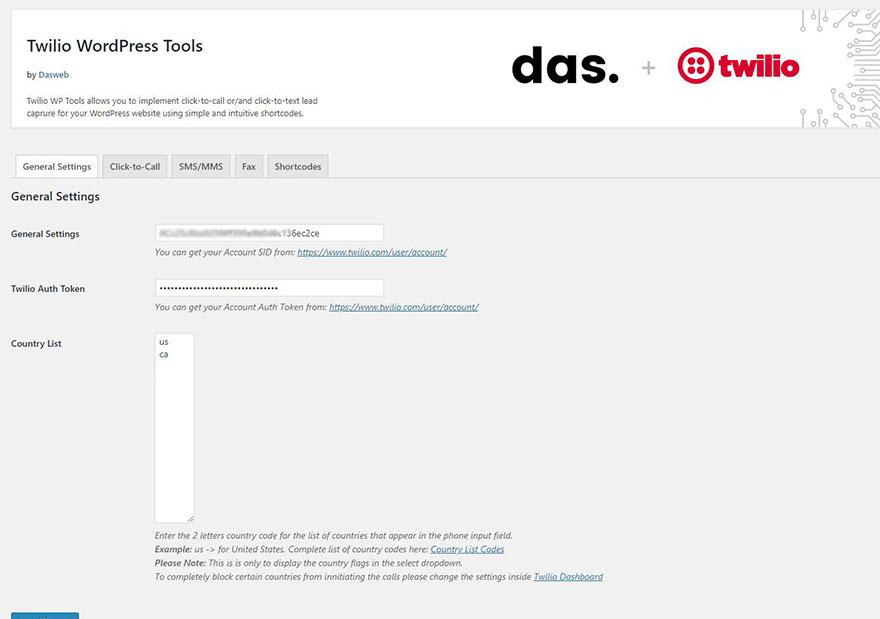 Twilio WordPress Tools
by Dasweb
Twilio WP Tools allows you to implement click-to-call or/and click-to-text lead
caprure for your WordPress website using simple and intuitive shortcodes.
das. + twilio
General Settings Click-to-Call SMS/MMS Fax Shortcodes
General Settings
General Settings
36ec2ce
You can get your Account SID from: https://www.twilio.com/user/account/
Twilio Auth Token ••••••••••••••••••••••••••••••••
You can get your Account Auth Token from: https://www.twilio.com/user/account/
Country List
us
ca
Enter the 2 letters country code for the list of countries that appear in the phone input field.
Example: us -> for United States. Complete list of country codes here: Country List Codes
Please Note: This is is only to display the country flags in the select dropdown.
To completely block certain countries from innitiating the calls please change the settings inside Twilio Dashboard